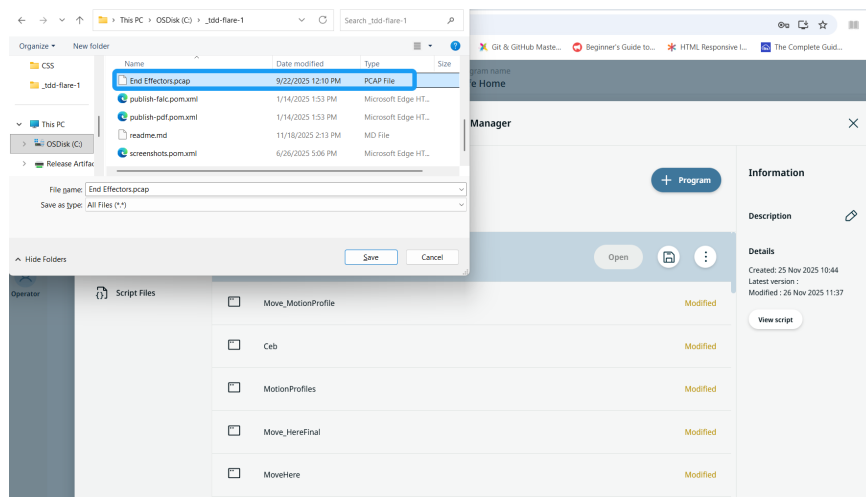 This PC > OSDisk (C:) > _tdd-flare-1
Search _tdd-flare-1
Organize
New folder
Name
Date modified
Type
Size
CSS
_tdd-flare-1
This PC
OSDisk (C:)
Release Artifac
End Effectors.pcap 9/22/2025 12:10 PM PCAP File
publish-falc.pom.xml 1/14/2025 1:53 PM Microsoft Edge HT...
publish-pdf.pom.xml 1/14/2025 1:53 PM Microsoft Edge HT...
readme.md 11/18/2025 2:13 PM MD File
screenshots.pom.xml 6/26/2025 5:06 PM Microsoft Edge HT...
File name: End Effectors.pcap
Save as type: All Files (*.*)
Hide Folders
Save
Cancel
Git & GitHub Maste...
Beginner's Guide to...
HTML Responsive I...
The Complete Guid...
gram name
e Home
Manager
Program
Open
Operator
Script Files
Move_MotionProfile Modified
Ceb Modified
MotionProfiles Modified
Move_HereFinal Modified
MoveHere Modified
Information
Description
Details
Created: 25 Nov 2025 10:44
Latest version :
Modified : 26 Nov 2025 11:37
View script